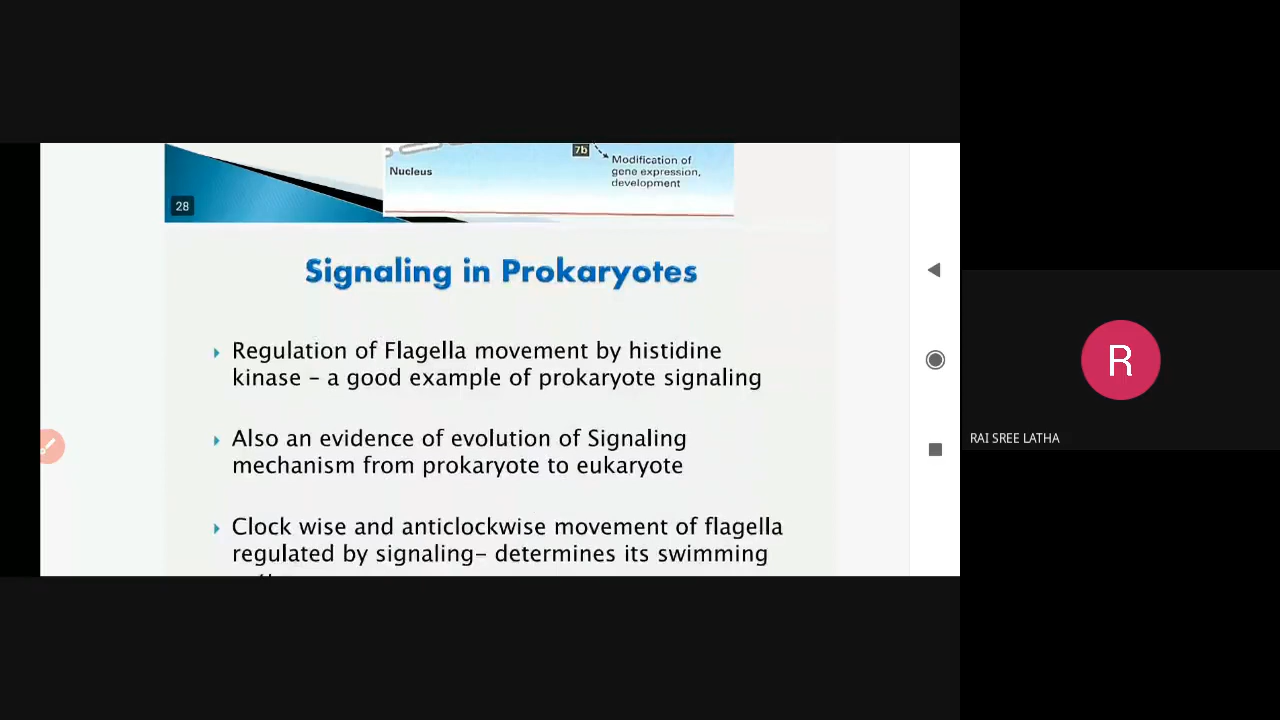 7b
Modification of
gene expression,
development
Nucleus
28
Signaling in Prokaryotes
Regulation of Flagella movement by histidine
kinase – a good example of prokaryote signaling
Also an evidence of evolution of Signaling
mechanism from prokaryote to eukaryote
Clock wise and anticlockwise movement of flagella
regulated by signaling– determines its swimming
R
RAI SREE LATHA